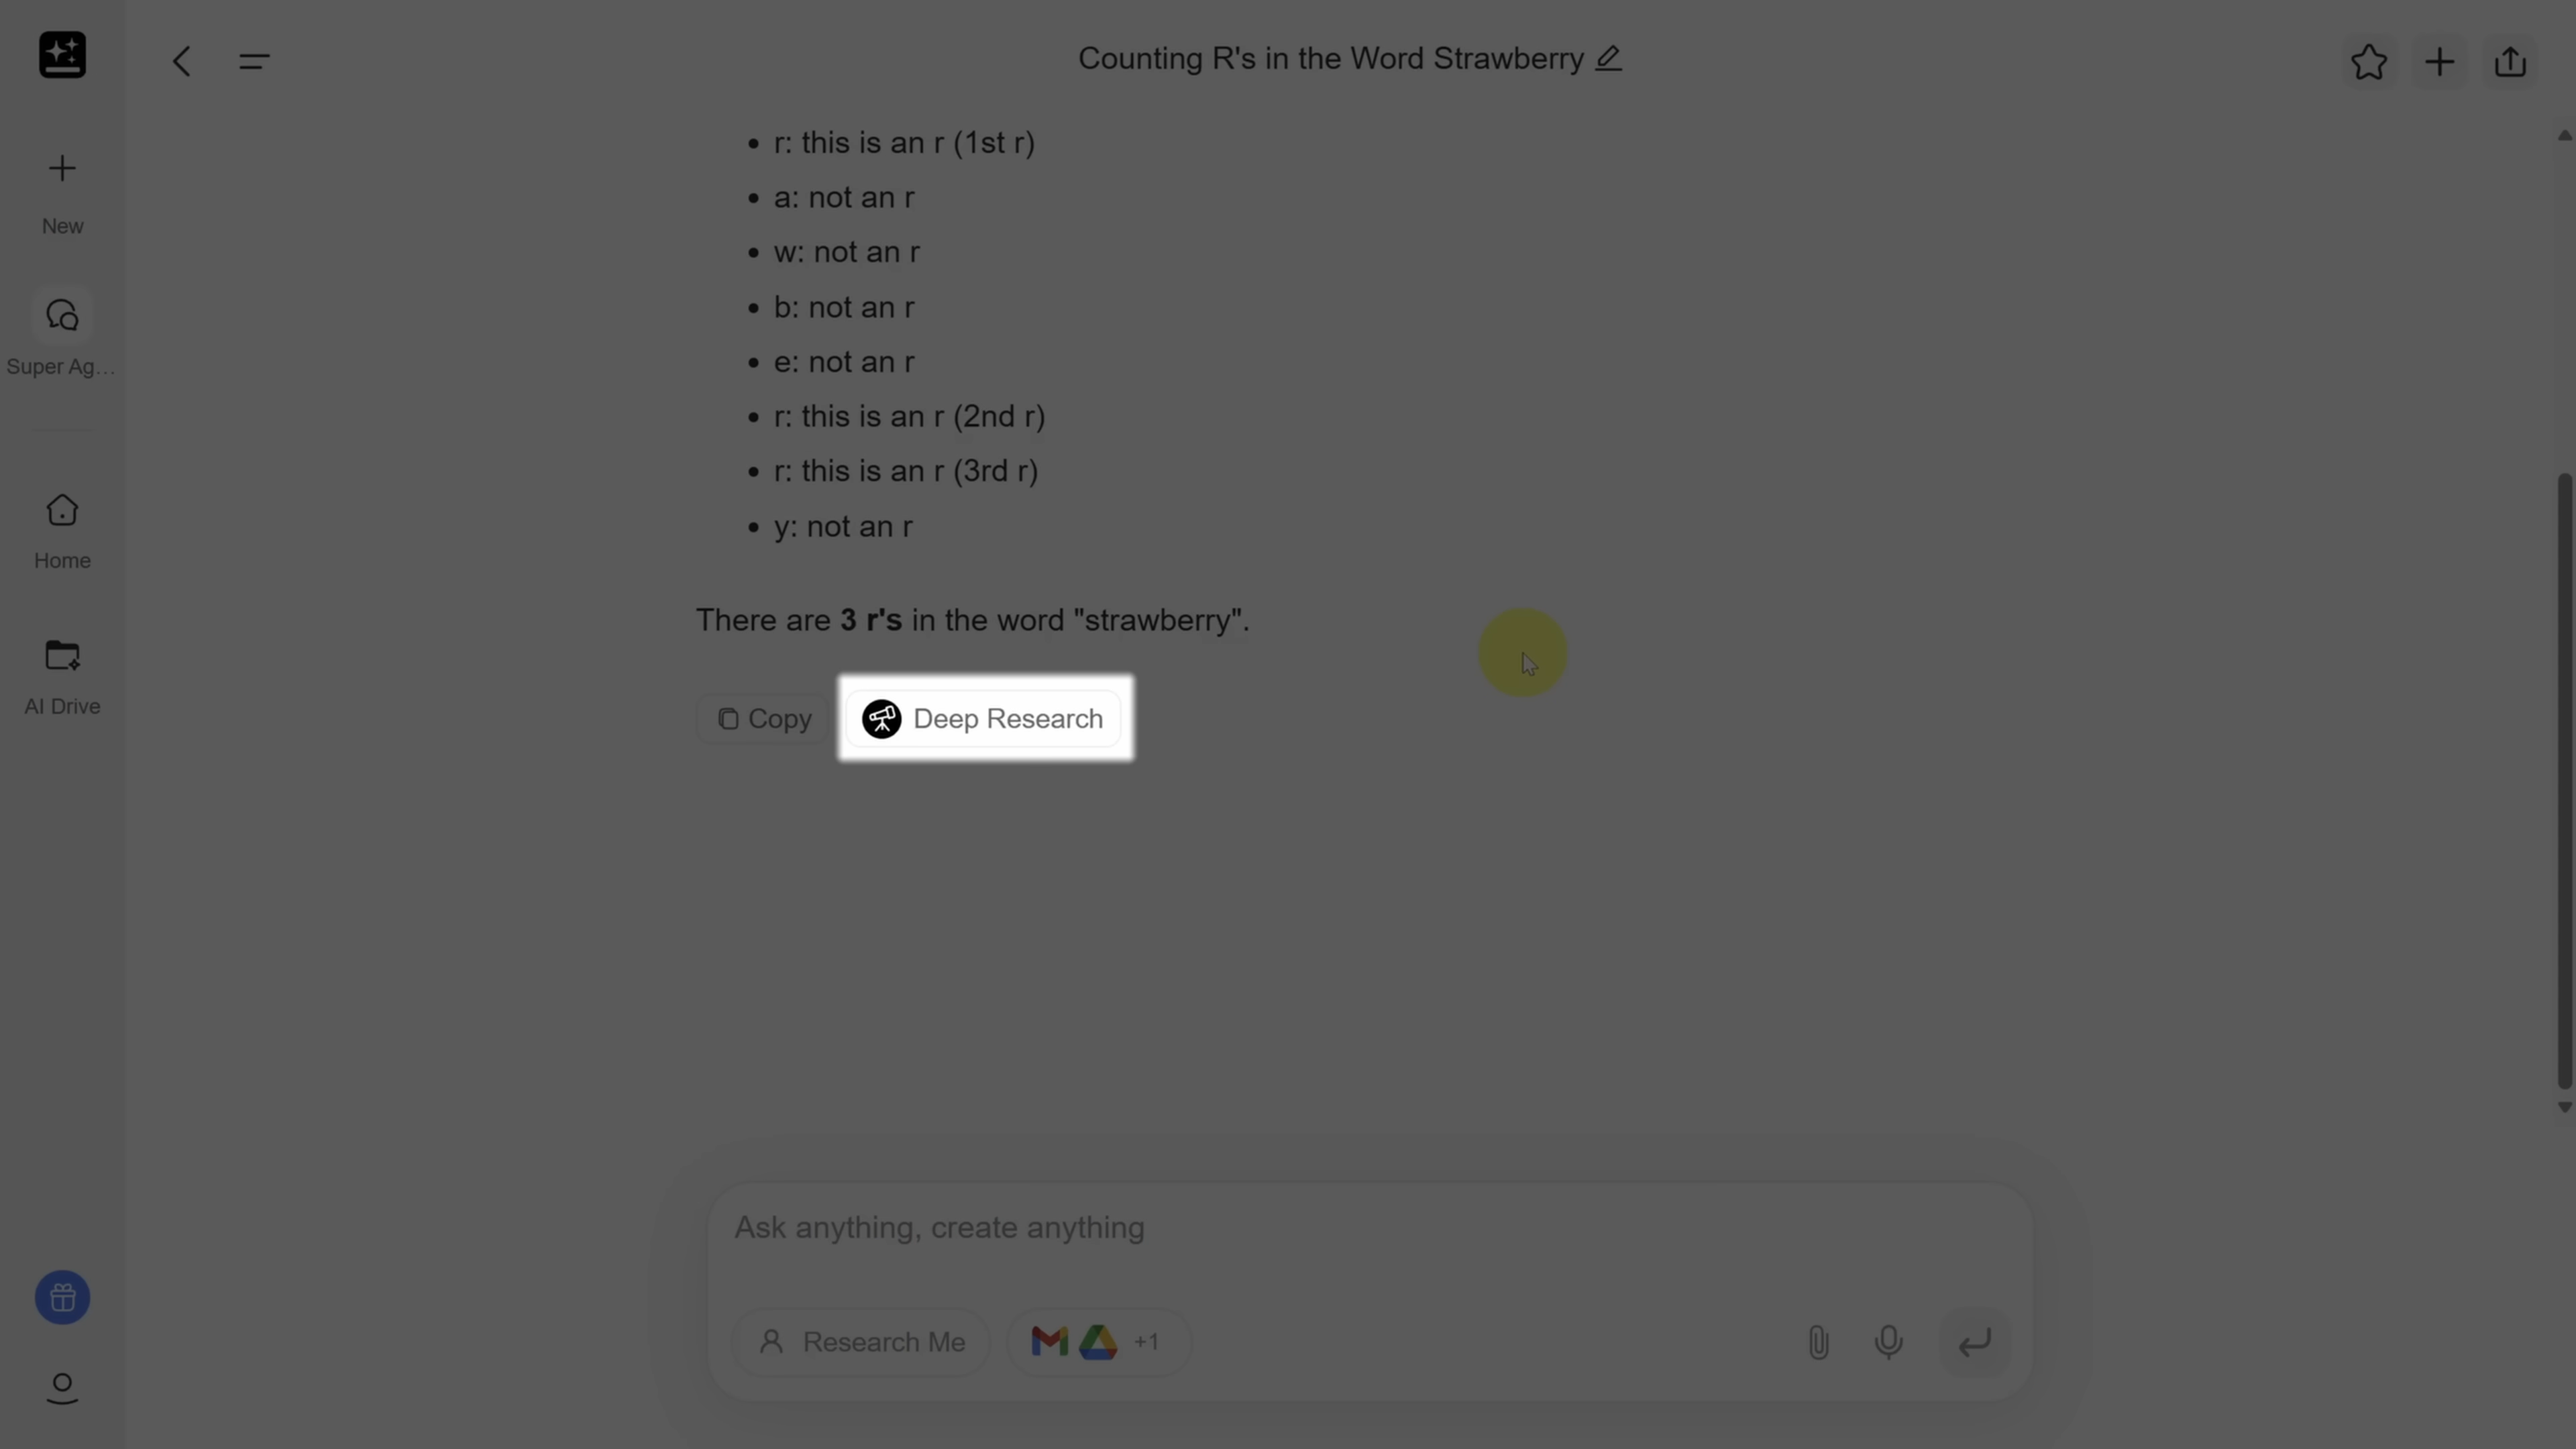 Counting R's in the Word Strawberry
New
Super Ag...
Home
AI Drive
• r: this is an r (1st r)
• a: not an r
• w: not an r
• b: not an r
• e: not an r
• r: this is an r (2nd r)
• r: this is an r (3rd r)
• y: not an r
There are 3 r's in the word "strawberry".
Copy
Deep Research
Ask anything, create anything
Research Me
+1